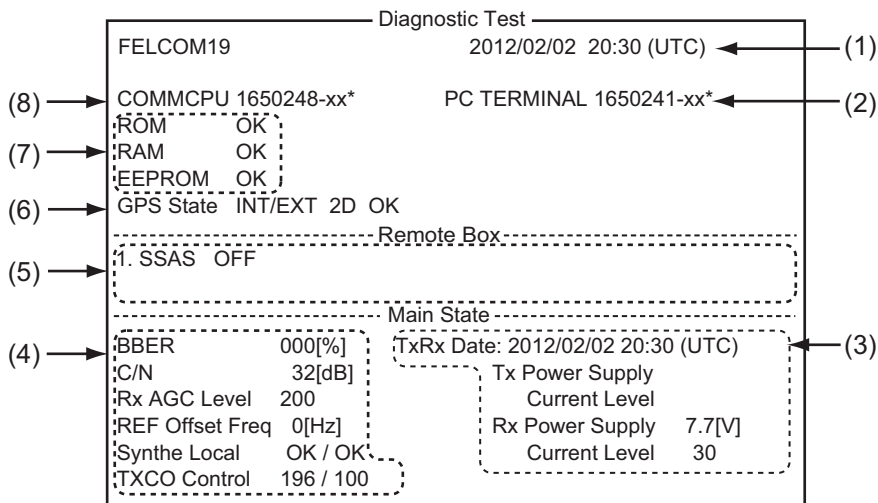 Diagnostic Test
FELCOM19 2012/02/02 20:30 (UTC) (1)
(8) COMMCPU 1650248-xx* PC TERMINAL 1650241-xx* (2)
ROM OK
(7) RAM OK
EEPROM OK
(6) GPS State INT/EXT 2D OK
Remote Box
(5) 1. SSAS OFF
Main State
(4) BBER 000[%] TxRx Date: 2012/02/02 20:30 (UTC) (3)
C/N 32[dB] Tx Power Supply
Rx AGC Level 200 Current Level
REF Offset Freq 0[Hz] Rx Power Supply 7.7[V]
Synthe Local OK / OK Current Level 30
TXCO Control 196 / 100